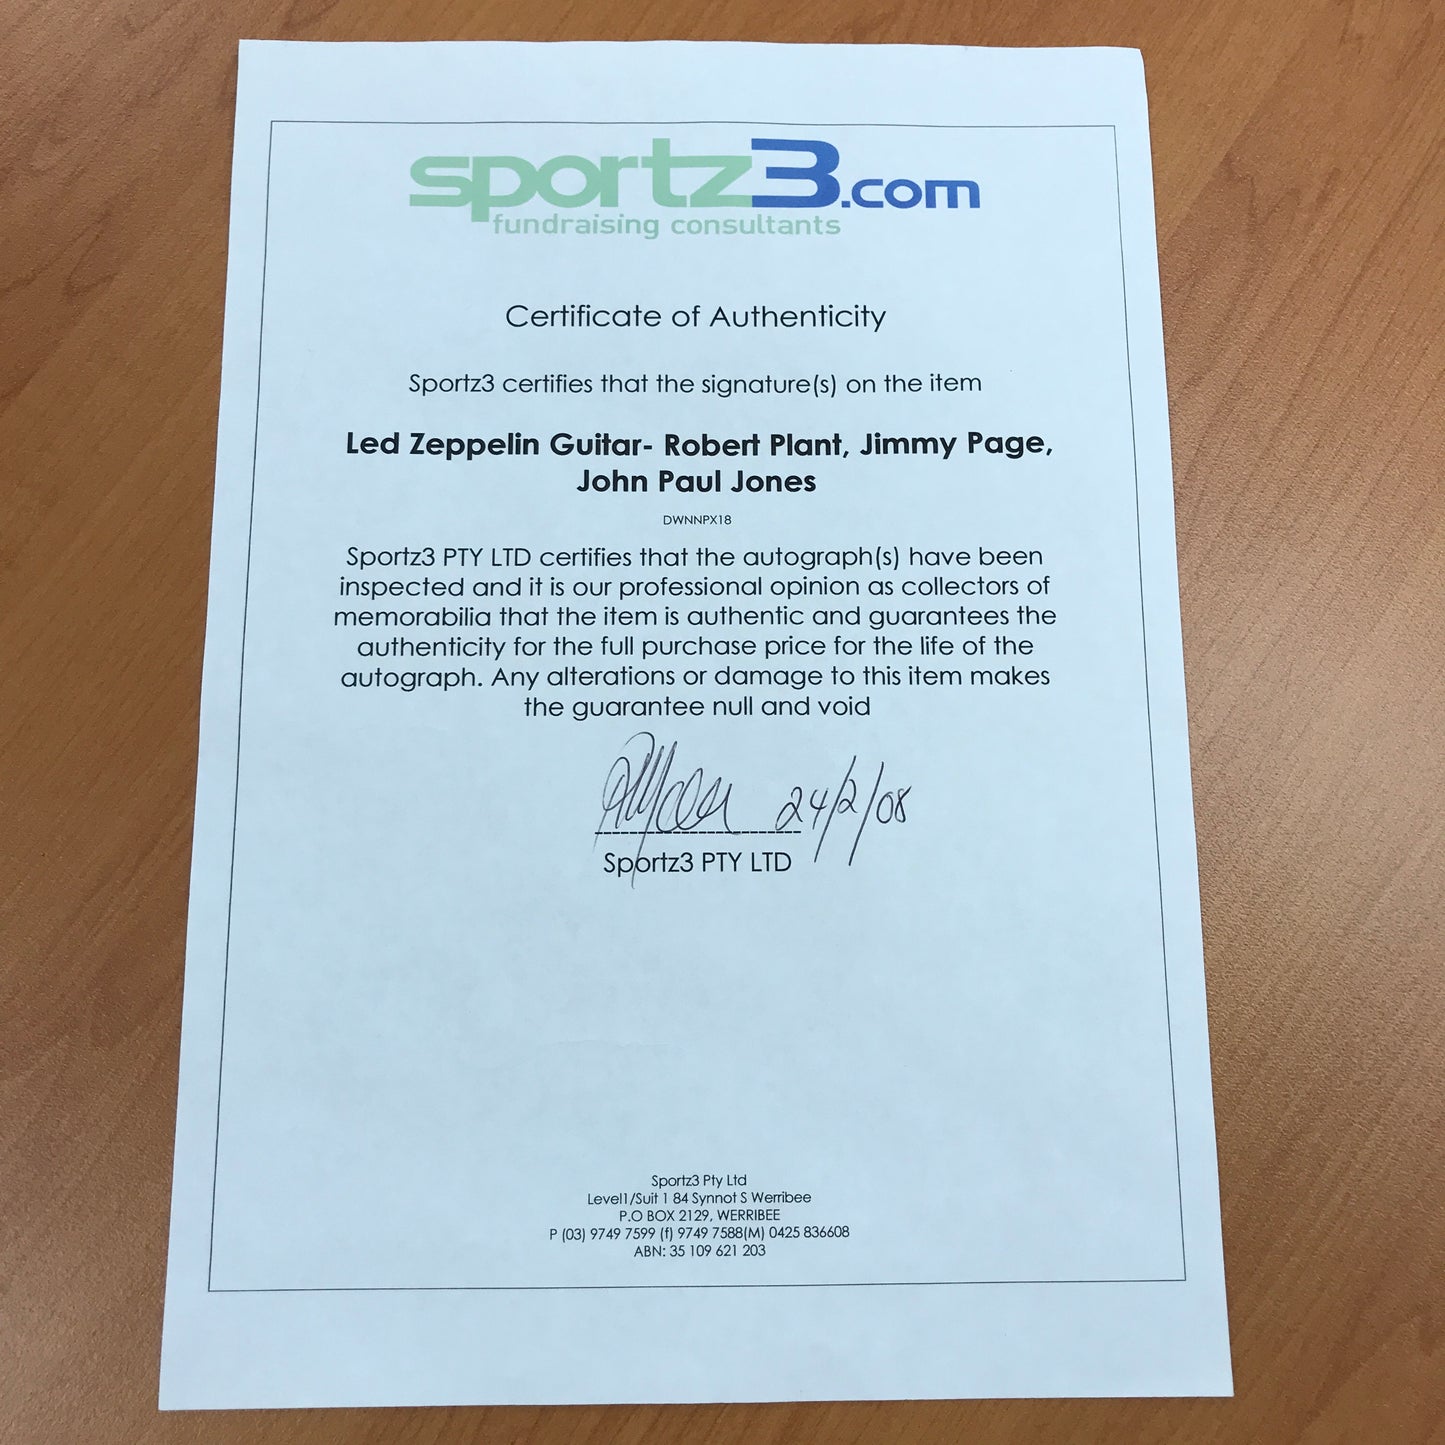 sportz3.com
fundraising consultants
Certificate of Authenticity
Sportz3 certifies that the signature(s) on the item
Led Zeppelin Guitar- Robert Plant, Jimmy Page,
John Paul Jones
DWNNPX18
Sportz3 PTY LTD certifies that the autograph(s) have been
inspected and it is our professional opinion as collectors of
memorabilia that the item is authentic and guarantees the
authenticity for the full purchase price for the life of the
autograph. Any alterations or damage to this item makes
the guarantee null and void
24/2/08
Sportz3 PTY LTD
Sportz3 Pty Ltd
Level1/Suit 1 84 Synnot S Werribee
P.O BOX 2129, WERRIBEE
P (03) 9749 7599 (f) 9749 7588(M) 0425 836608
ABN: 35 109 621 203